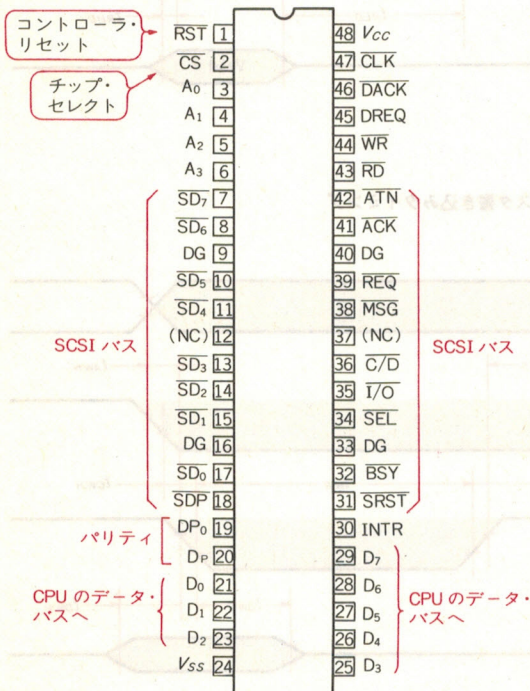 コントローラ・
リセット
チップ・
セレクト
RST 1
CS 2
A0 3
A1 4
A2 5
A3 6
SD7 7
SD6 8
DG 9
SD5 10
SD4 11
(NC) 12
SD3 13
SD2 14
SD1 15
DG 16
SD0 17
SDP 18
DP0 19
DP 20
D0 21
D1 22
D2 23
Vss 24
SCSI バス
パリティ
CPU のデータ・
バスへ
48 Vcc
47 CLK
46 DACK
45 DREQ
44 WR
43 RD
42 ATN
41 ACK
40 DG
39 REQ
38 MSG
37 (NC)
36 C/D
35 I/O
34 SEL
33 DG
32 BSY
31 SRST
30 INTR
29 D7
28 D6
27 D5
26 D4
25 D3
SCSI バス
CPU のデータ・
バスへ